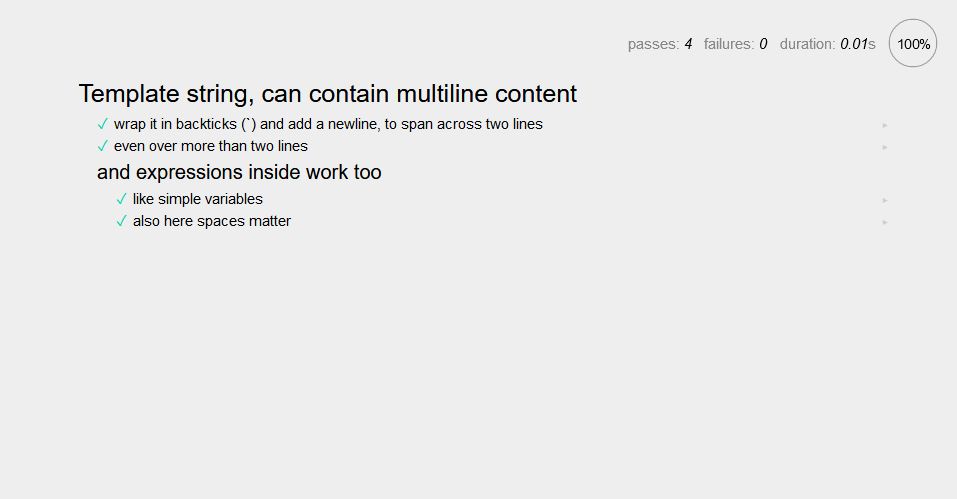 passes: 4 failures: 0 duration: 0.01s 100%
Template string, can contain multiline content
✓ wrap it in backticks (`) and add a newline, to span across two lines
✓ even over more than two lines
and expressions inside work too
✓ like simple variables
✓ also here spaces matter